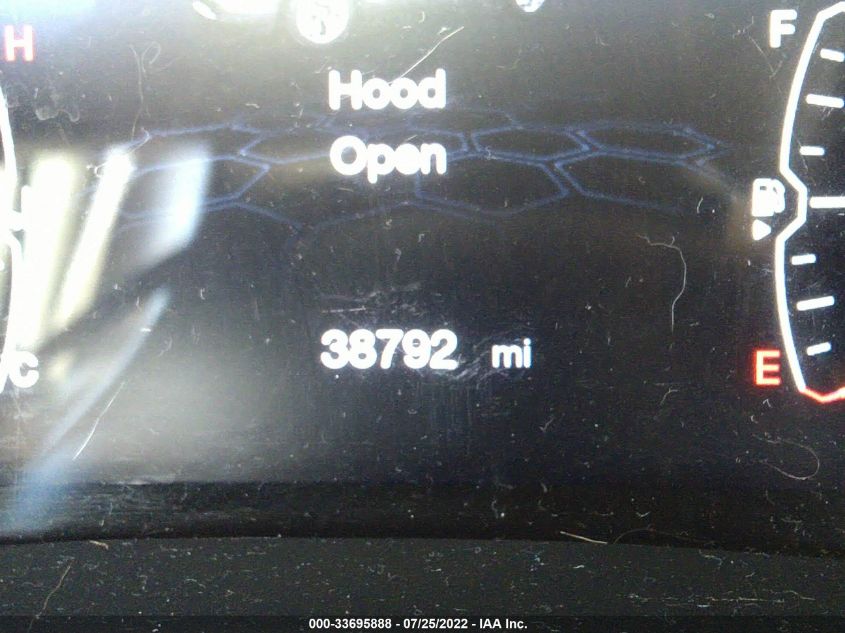 H
F
Hood
Open
38792 mi
C
E
000-33695888 - 07/25/2022 - IAA Inc.